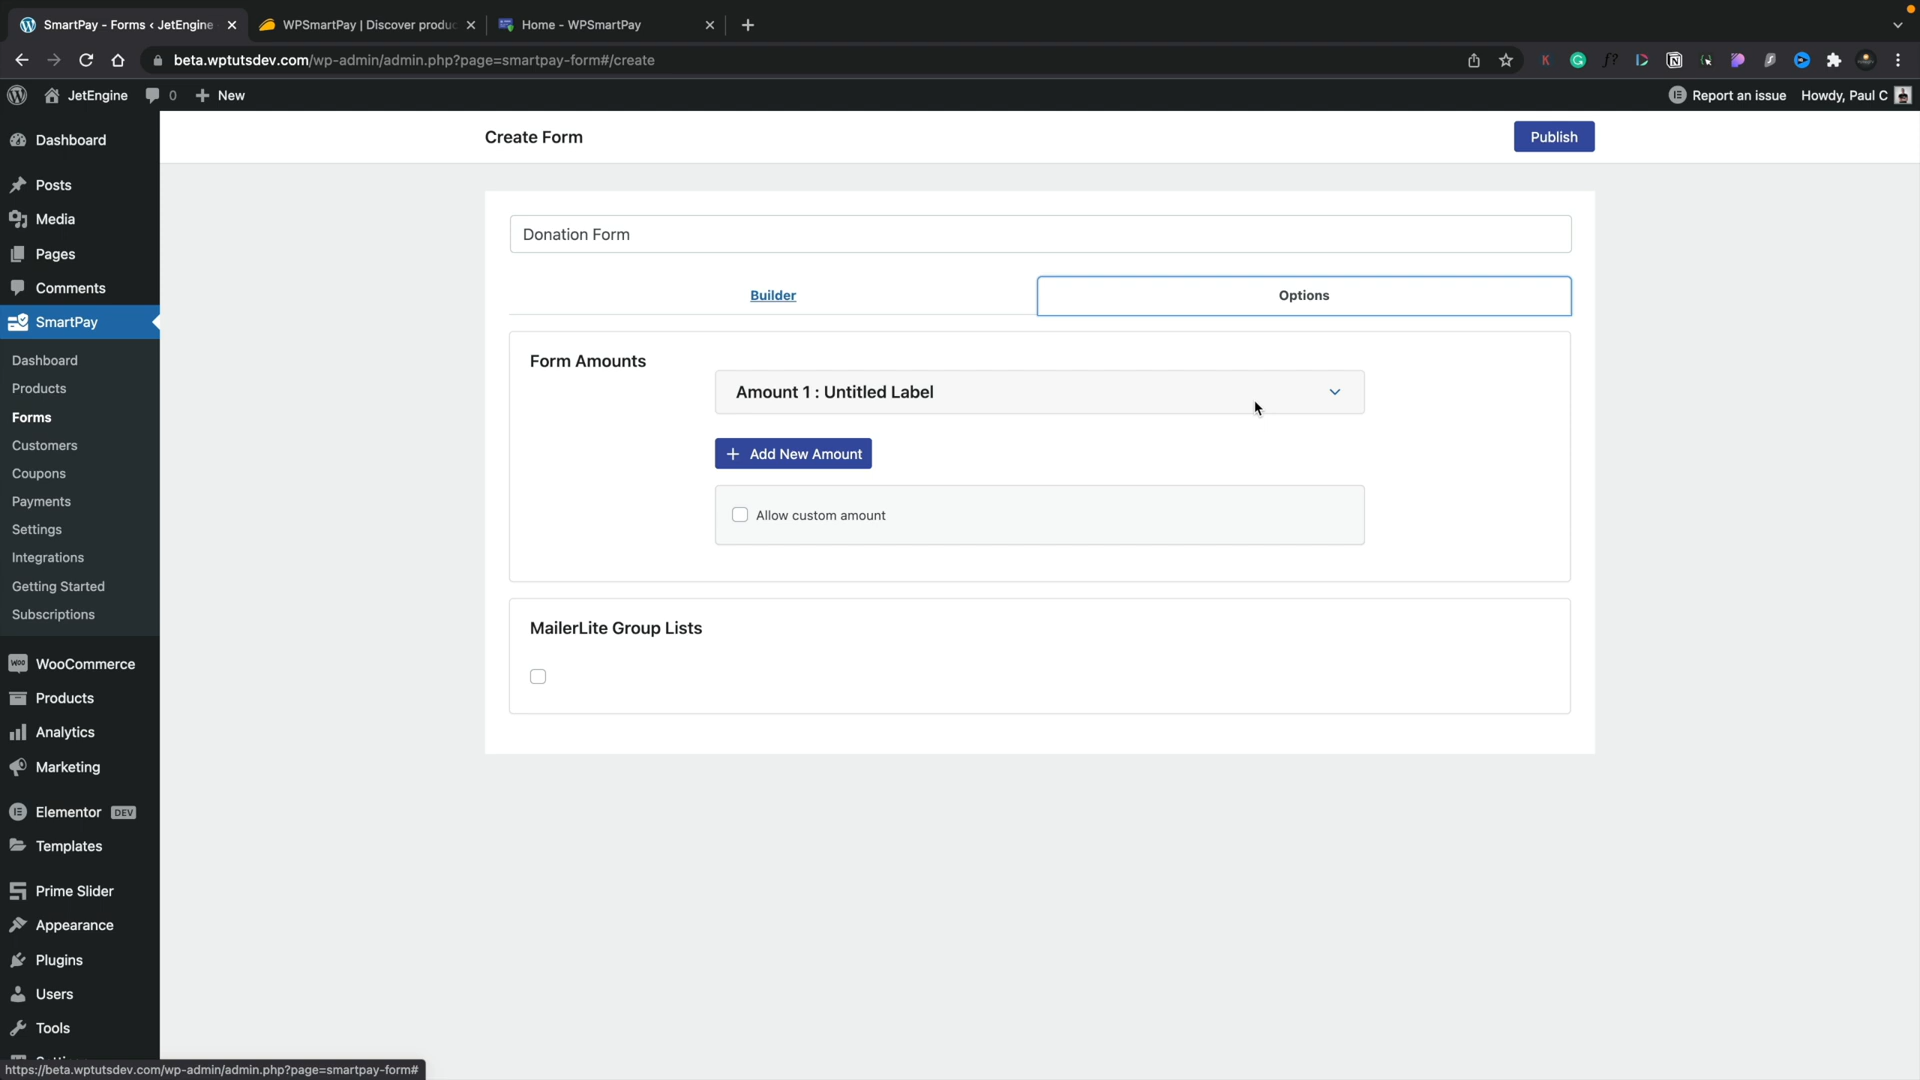 SmartPay - Forms ‹ JetEngine
WPSmartPay | Discover produc
Home - WPSmartPay
beta.wptutsdev.com/wp-admin/admin.php?page=smartpay-form#/create
JetEngine
0
New
Report an issue
Howdy, Paul C
Dashboard
Posts
Media
Pages
Comments
SmartPay
Dashboard
Products
Forms
Customers
Coupons
Payments
Settings
Integrations
Getting Started
Subscriptions
WooCommerce
Products
Analytics
Marketing
Elementor DEV
Templates
Prime Slider
Appearance
Plugins
Users
Tools
Create Form
Publish
Donation Form
Builder
Options
Form Amounts
Amount 1 : Untitled Label
+ Add New Amount
Allow custom amount
MailerLite Group Lists
https://beta.wptutsdev.com/wp-admin/admin.php?page=smartpay-form#